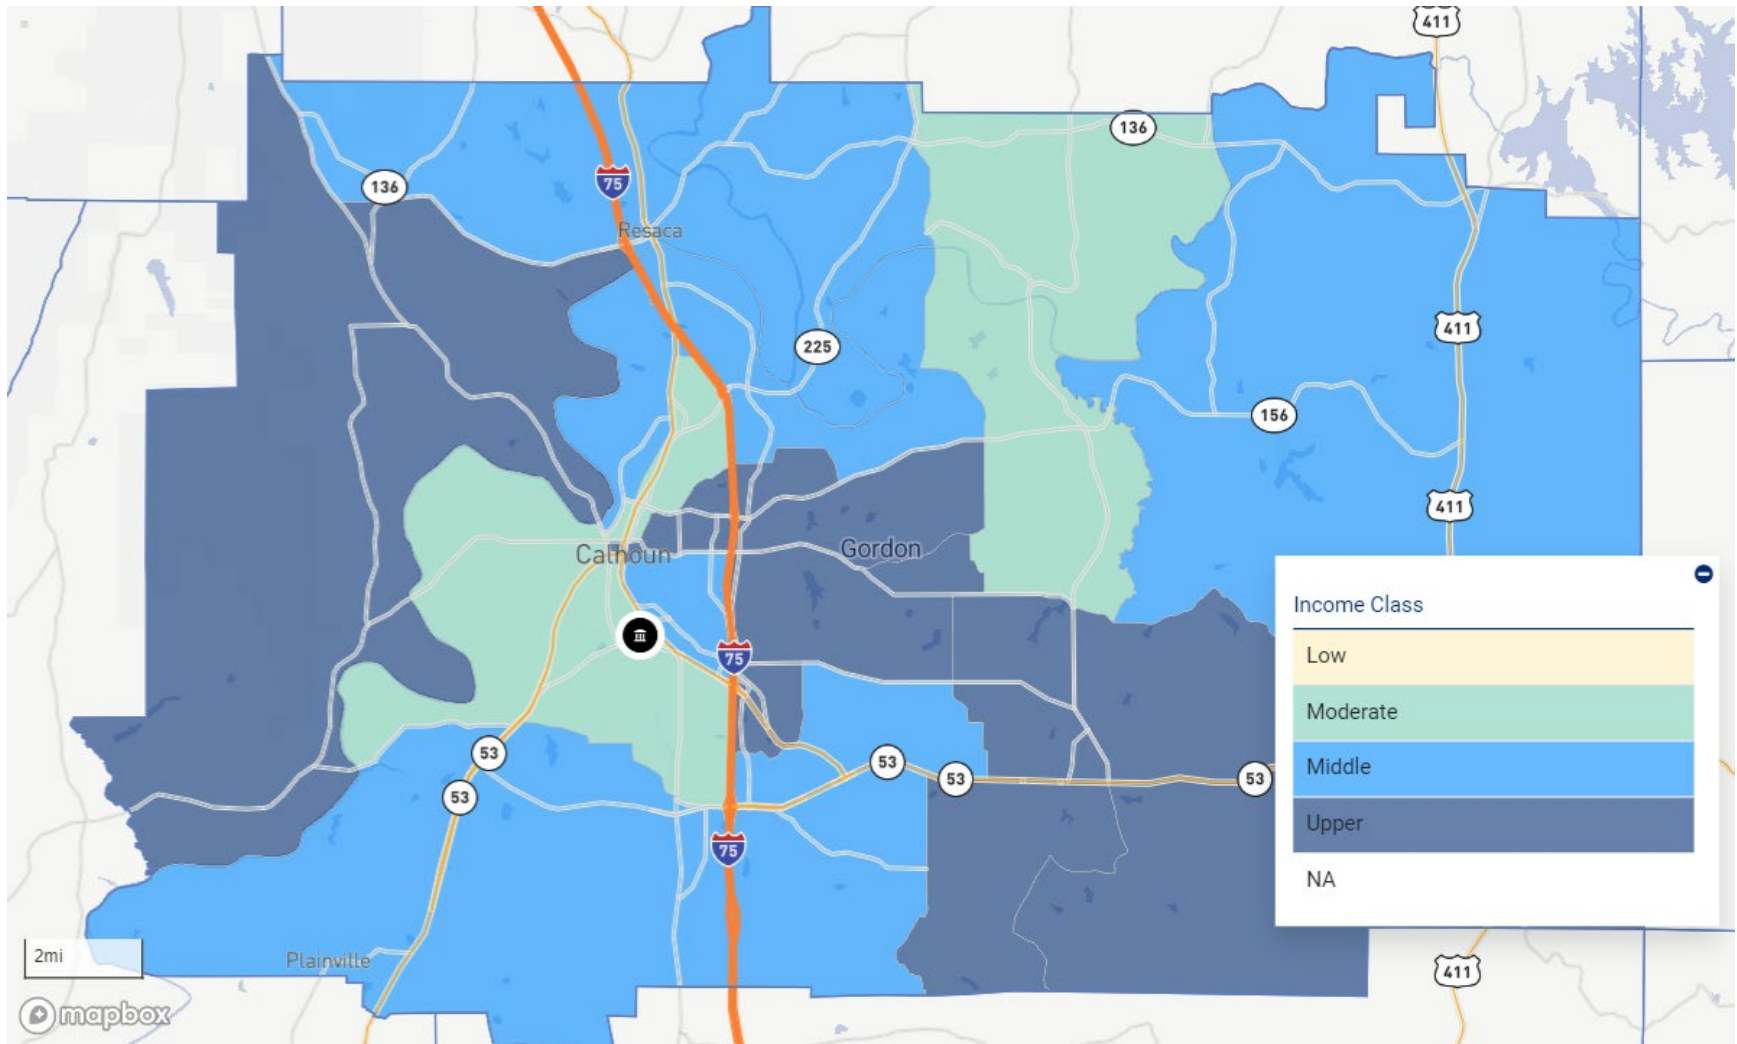 411
136
75
136
Resaca
411
225
156
411
Gordon
Calhoun
75
53
53
53
53
53
75
Plainville
411
2mi
mapbox
Income Class
Low
Moderate
Middle
Upper
NA